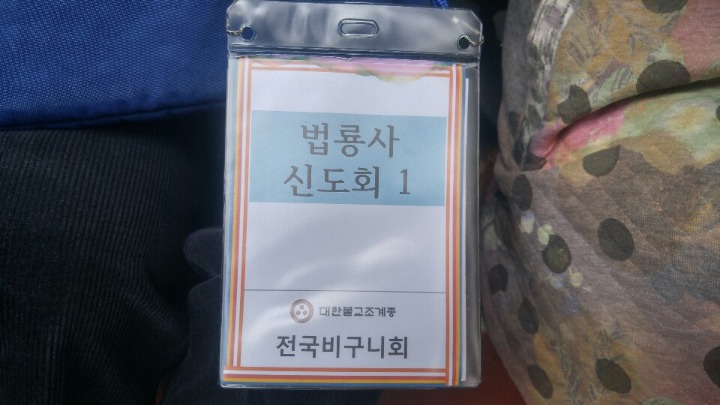 법룡사
신도회 1
대한불교조계종
전국비구니회